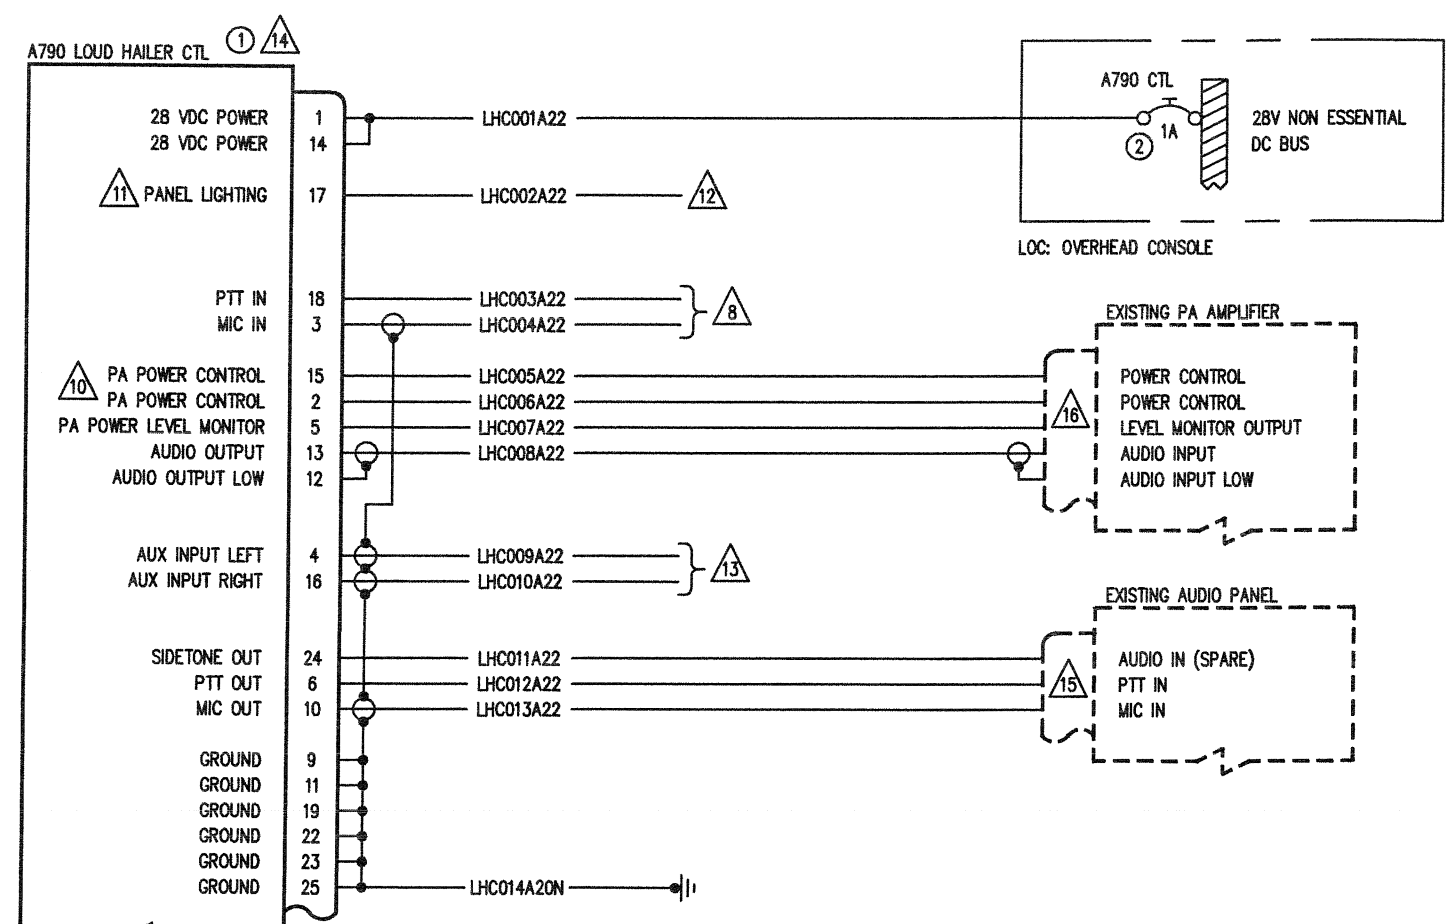 A790 LOUD HAILER CTL 1 14
28 VDC POWER 1 LHC001A22
28 VDC POWER 14
11 PANEL LIGHTING 17 LHC002A22 12
A790 CTL
1A
2
28V NON ESSENTIAL
DC BUS
LOC: OVERHEAD CONSOLE
PTT IN 18 LHC003A22
MIC IN 3 LHC004A22
8
10
PA POWER CONTROL 15 LHC005A22
PA POWER CONTROL 2 LHC006A22
PA POWER LEVEL MONITOR 5 LHC007A22
AUDIO OUTPUT 13 LHC008A22
AUDIO OUTPUT LOW 12
EXISTING PA AMPLIFIER
16
POWER CONTROL
POWER CONTROL
LEVEL MONITOR OUTPUT
AUDIO INPUT
AUDIO INPUT LOW
AUX INPUT LEFT 4 LHC009A22
AUX INPUT RIGHT 16 LHC010A22
13
SIDETONE OUT 24 LHC011A22
PTT OUT 6 LHC012A22
MIC OUT 10 LHC013A22
EXISTING AUDIO PANEL
15
AUDIO IN (SPARE)
PTT IN
MIC IN
GROUND 9
GROUND 11
GROUND 19
GROUND 22
GROUND 23
GROUND 25 LHC014A20N